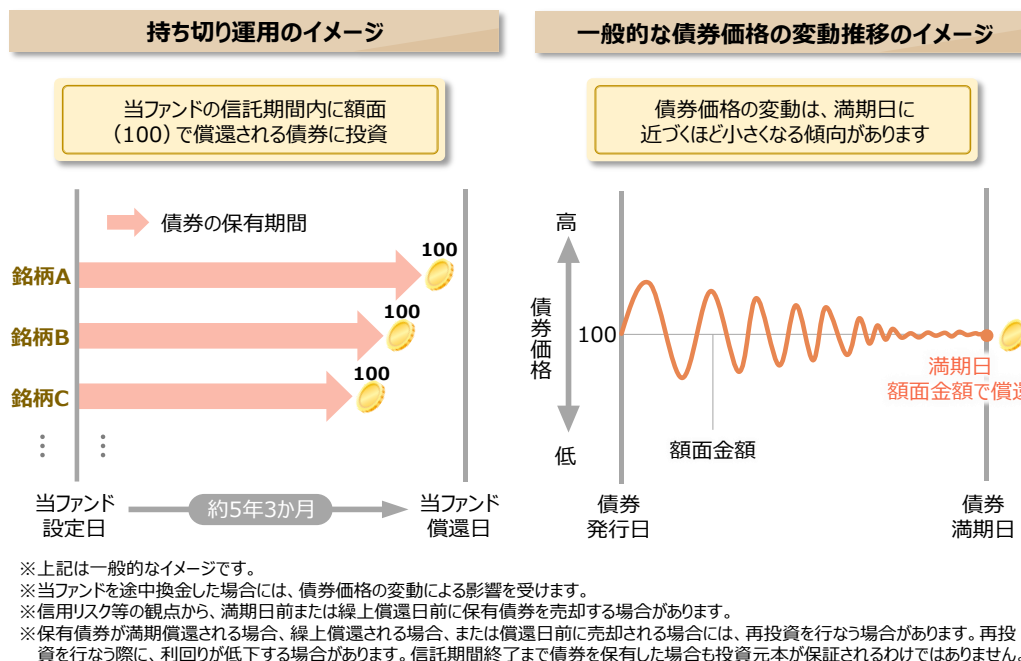 持ち切り運用のイメージ
当ファンドの信託期間内に額面
（100）で償還される債券に投資
債券の保有期間
銘柄A
100
銘柄B
100
銘柄C
100
⋮ ⋮
当ファンド
設定日
約5年3か月
当ファンド
償還日
一般的な債券価格の変動推移のイメージ
債券価格の変動は、満期日に
近づくほど小さくなる傾向があります
高
債券価格
100
低
額面金額
満期日
額面金額で償還
債券
発行日
債券
満期日
※上記は一般的なイメージです。
※当ファンドを途中換金した場合には、債券価格の変動による影響を受けます。
※信用リスク等の観点から、満期日前または繰上償還日前に保有債券を売却する場合があります。
※保有債券が満期償還される場合、繰上償還される場合、または償還日前に売却される場合には、再投資を行なう場合があります。再投
資を行なう際に、利回りが低下する場合があります。信託期間終了まで債券を保有した場合も投資元本が保証されるわけではありません。